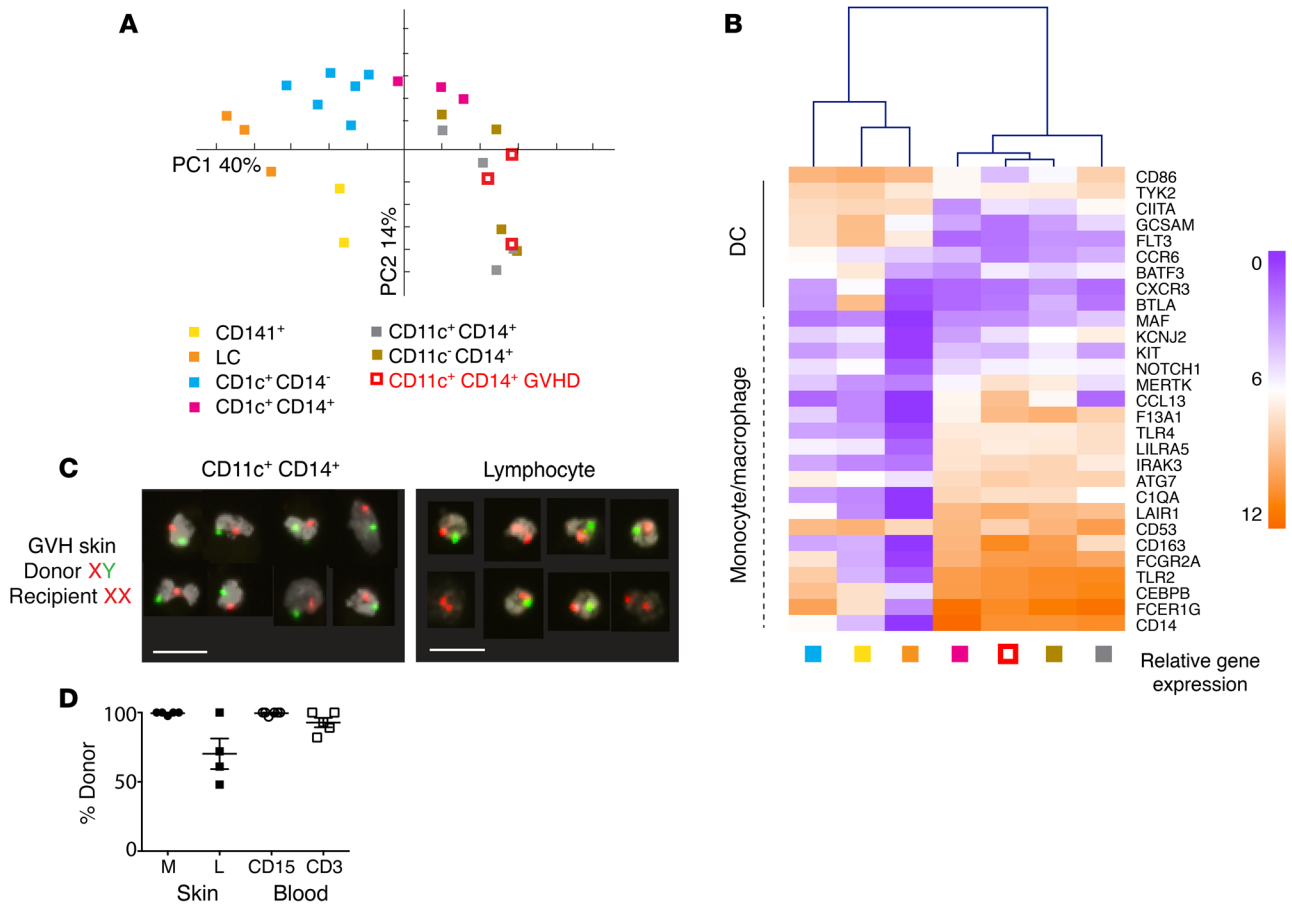 A
PC1 40%
PC2 14%
CD141+
LC
CD1c+ CD14-
CD1c+ CD14+
CD11c+ CD14+
CD11c- CD14+
CD11c+ CD14+ GVHD
B
DC
Monocyte/macrophage
CD86
TYK2
CIITA
GCSAM
FLT3
CCR6
BATF3
CXCR3
BTLA
MAF
KCNJ2
KIT
NOTCH1
MERTK
CCL13
F13A1
TLR4
LILRA5
IRAK3
ATG7
C1QA
LAIR1
CD53
CD163
FCGR2A
TLR2
CEBPB
FCER1G
CD14
0
6
12
Relative gene
expression
C
CD11c+ CD14+
Lymphocyte
GVH skin
Donor XY
Recipient XX
D
% Donor
100
50
0
M
L
CD15
CD3
Skin
Blood